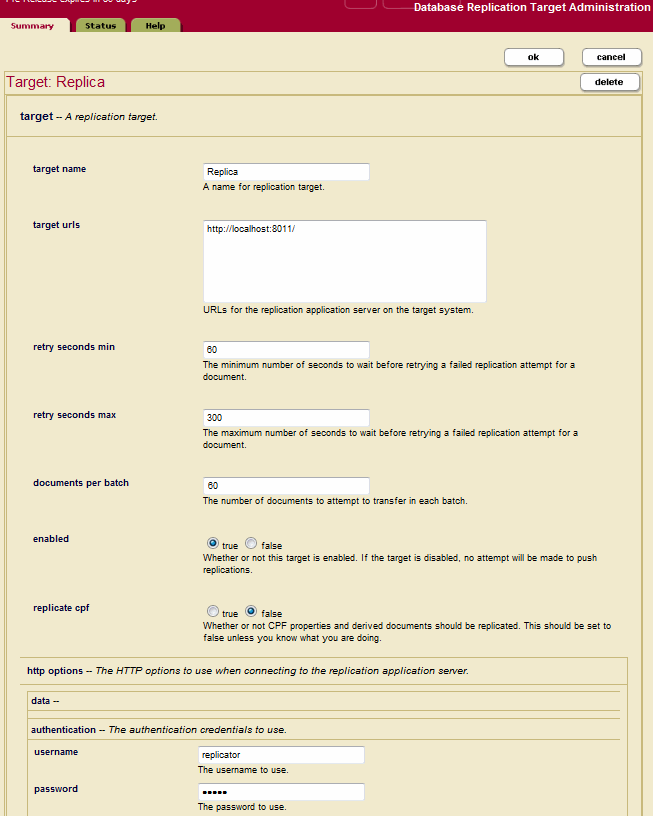 Pre-Release Expires in 60 days
Database Replication Target Administration
Summary Status Help
ok cancel
Target: Replica
delete
target -- A replication target.
target name
Replica
A name for replication target.
target urls
http://localhost:8011/
URLs for the replication application server on the target system.
retry seconds min
60
The minimum number of seconds to wait before retrying a failed replication attempt for a
document.
retry seconds max
300
The maximum number of seconds to wait before retrying a failed replication attempt for a
document.
documents per batch
60
The number of documents to attempt to transfer in each batch.
enabled
true false
Whether or not this target is enabled. If the target is disabled, no attempt will be made to push
replications.
replicate cpf
true false
Whether or not CPF properties and derived documents should be replicated. This should be set to
false unless you know what you are doing.
http options -- The HTTP options to use when connecting to the replication application server.
data --
authentication -- The authentication credentials to use.
username
replicator
The username to use.
password
•••••
The password to use.